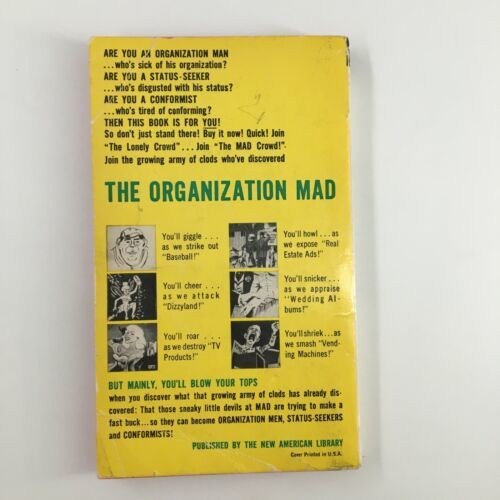 ARE YOU AN ORGANIZATION MAN
...who's sick of his organization?
ARE YOU A STATUS-SEEKER
...who's disgusted with his status?
ARE YOU A CONFORMIST
...who's tired of conforming?
THEN THIS BOOK IS FOR YOU!
So don't just stand there! Buy it now! Quick! Join
"The Lonely Crowd"... Join "The MAD Crowd!"
Join the growing army of clods who've discovered
THE ORGANIZATION MAD
You'll giggle . . .
as we strike out
"Baseball!"
You'll howl . . . as
we expose "Real
Estate Ads!"
You'll cheer . . .
as we attack
"Dizzyland!"
You'll snicker . . .
as we appraise
"Wedding Al-
bums!"
You'll roar . . .
as we destroy "TV
Products!"
You'll shriek...as
we smash "Vend-
ing Machines!"
BUT MAINLY, YOU'LL BLOW YOUR TOPS
when you discover what that growing army of clods has already dis-
covered: That those sneaky little devils at MAD are trying to make a
fast buck...so they can become ORGANIZATION MEN, STATUS-SEEKERS
and CONFORMISTS!
PUBLISHED BY THE NEW AMERICAN LIBRARY
Cover Printed in U.S.A.